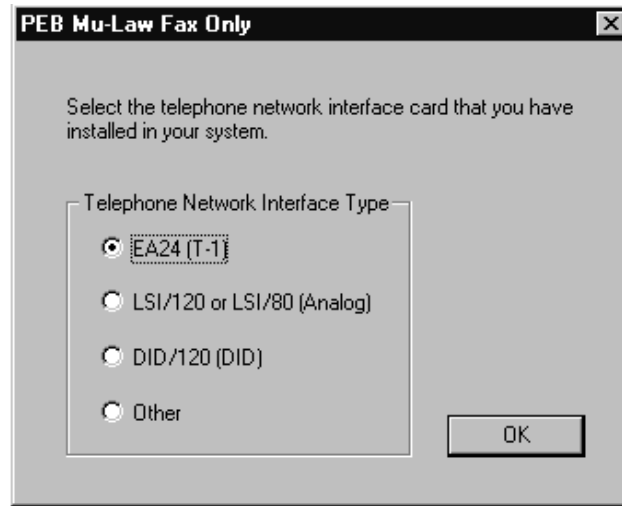 PEB Mu-Law Fax Only
Select the telephone network interface card that you have
installed in your system.
Telephone Network Interface Type
EA24 (T-1)
LSI/120 or LSI/80 (Analog)
DID/120 (DID)
Other
OK